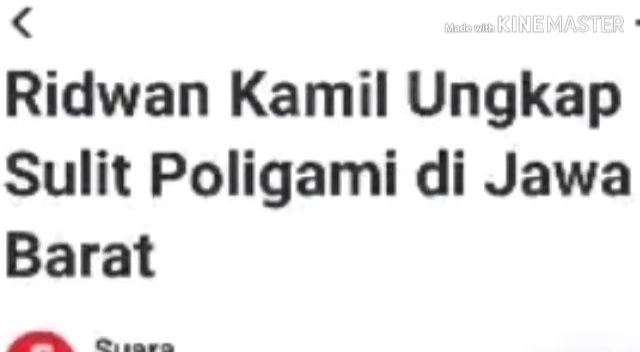 Made with KINEMASTER
Ridwan Kamil Ungkap
Sulit Poligami di Jawa
Barat
Suara